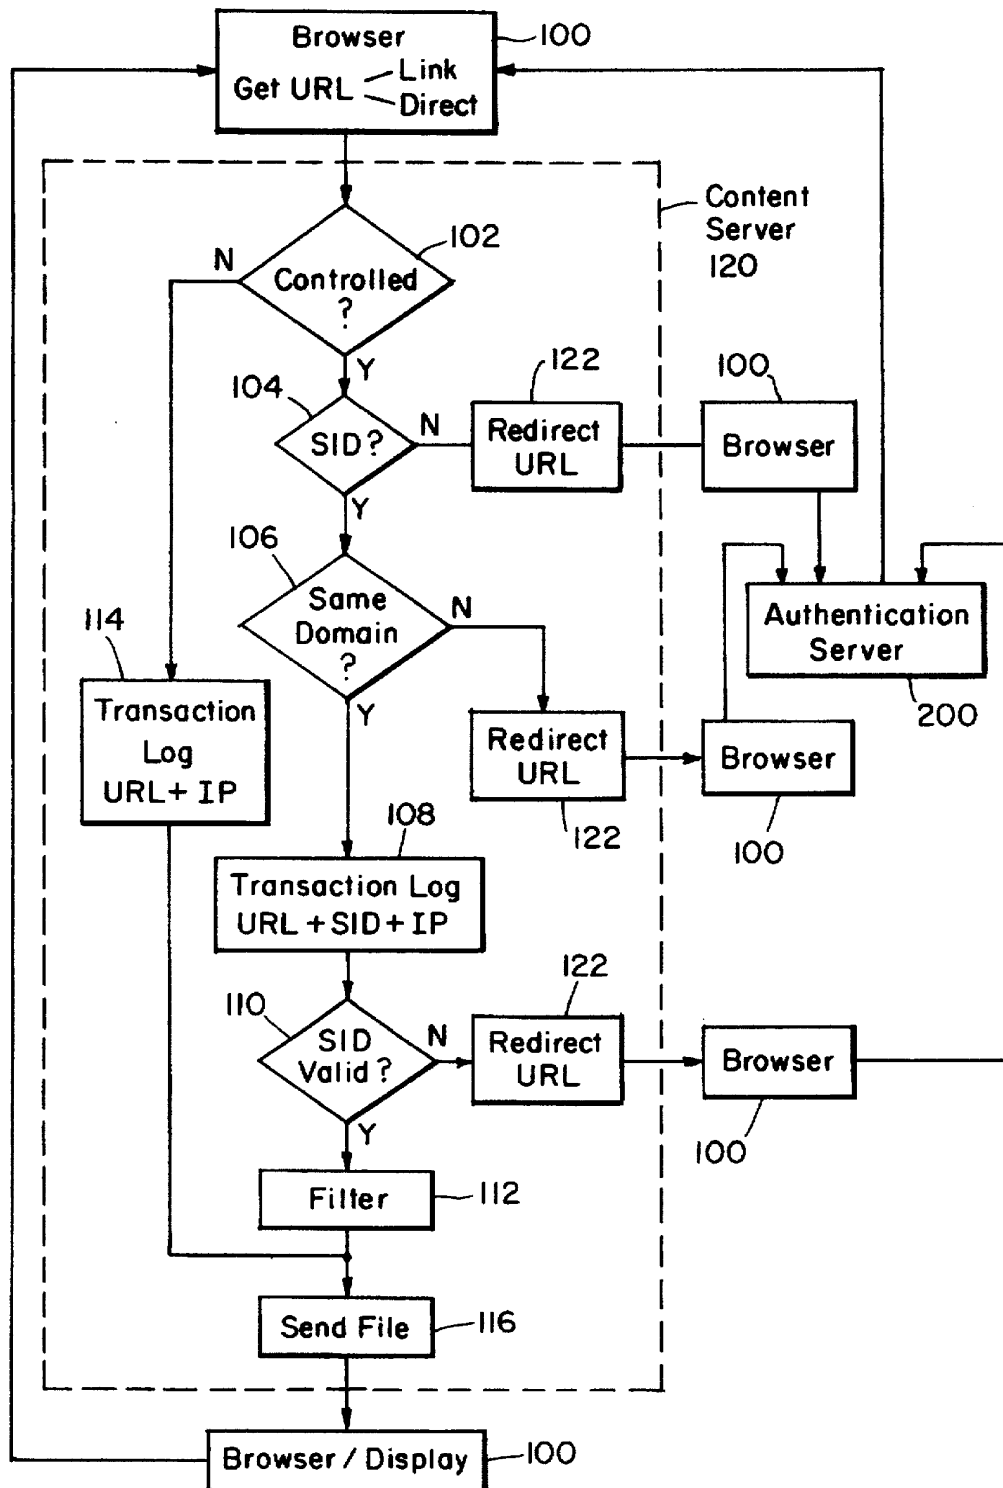 Browser
100
Get URL
Link
Direct
Content
Server
120
102
N
Controlled
?
Y
104
SID?
N
122
Redirect
URL
100
Browser
Y
106
Same
Domain
?
N
Authentication
Server
200
114
Transaction
Log
URL + IP
Y
Redirect
URL
122
Browser
100
108
Transaction Log
URL + SID + IP
110
SID
Valid?
N
122
Redirect
URL
Browser
100
Y
Filter
112
Send File
116
Browser / Display
100